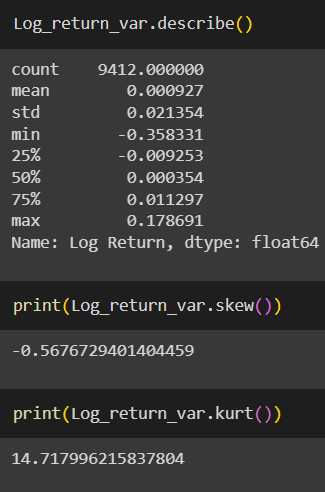 Log_return_var.describe()
count    9412.000000
mean        0.000927
std         0.021354
min        -0.358331
25%        -0.009253
50%         0.000354
75%         0.011297
max         0.178691
Name: Log Return, dtype: float64
print(Log_return_var.skew())
-0.5676729401404459
print(Log_return_var.kurt())
14.717996215837804